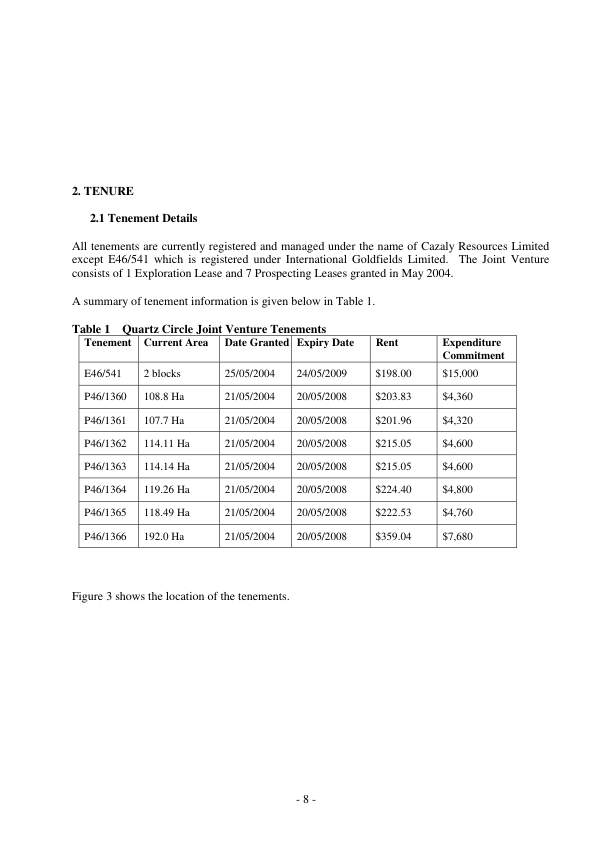 2. TENURE
2.1 Tenement Details
All tenements are currently registered and managed under the name of Cazaly Resources Limited
except E46/541 which is registered under International Goldfields Limited. The Joint Venture
consists of 1 Exploration Lease and 7 Prospecting Leases granted in May 2004.
A summary of tenement information is given below in Table 1.
Table 1 Quartz Circle Joint Venture Tenements
Tenement Current Area Date Granted Expiry Date Rent Expenditure
Commitment
E46/541 2 blocks 25/05/2004 24/05/2009 $198.00 $15,000
P46/1360 108.8 Ha 21/05/2004 20/05/2008 $203.83 $4,360
P46/1361 107.7 Ha 21/05/2004 20/05/2008 $201.96 $4,320
P46/1362 114.11 Ha 21/05/2004 20/05/2008 $215.05 $4,600
P46/1363 114.14 Ha 21/05/2004 20/05/2008 $215.05 $4,600
P46/1364 119.26 Ha 21/05/2004 20/05/2008 $224.40 $4,800
P46/1365 118.49 Ha 21/05/2004 20/05/2008 $222.53 $4,760
P46/1366 192.0 Ha 21/05/2004 20/05/2008 $359.04 $7,680
Figure 3 shows the location of the tenements.
- 8 -